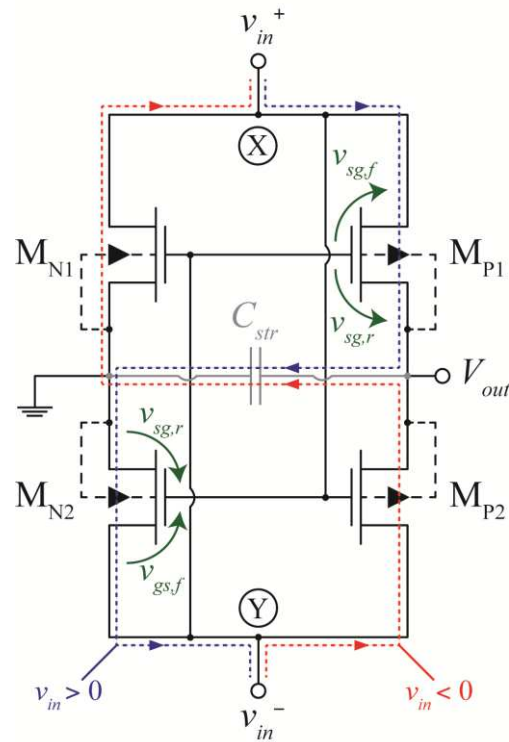 v_in^+
X
v_sg,f
M_N1
M_P1
C_str
v_sg,r
V_out
v_sg,r
M_N2
M_P2
v_gs,f
Y
v_in > 0
v_in < 0
v_in^−